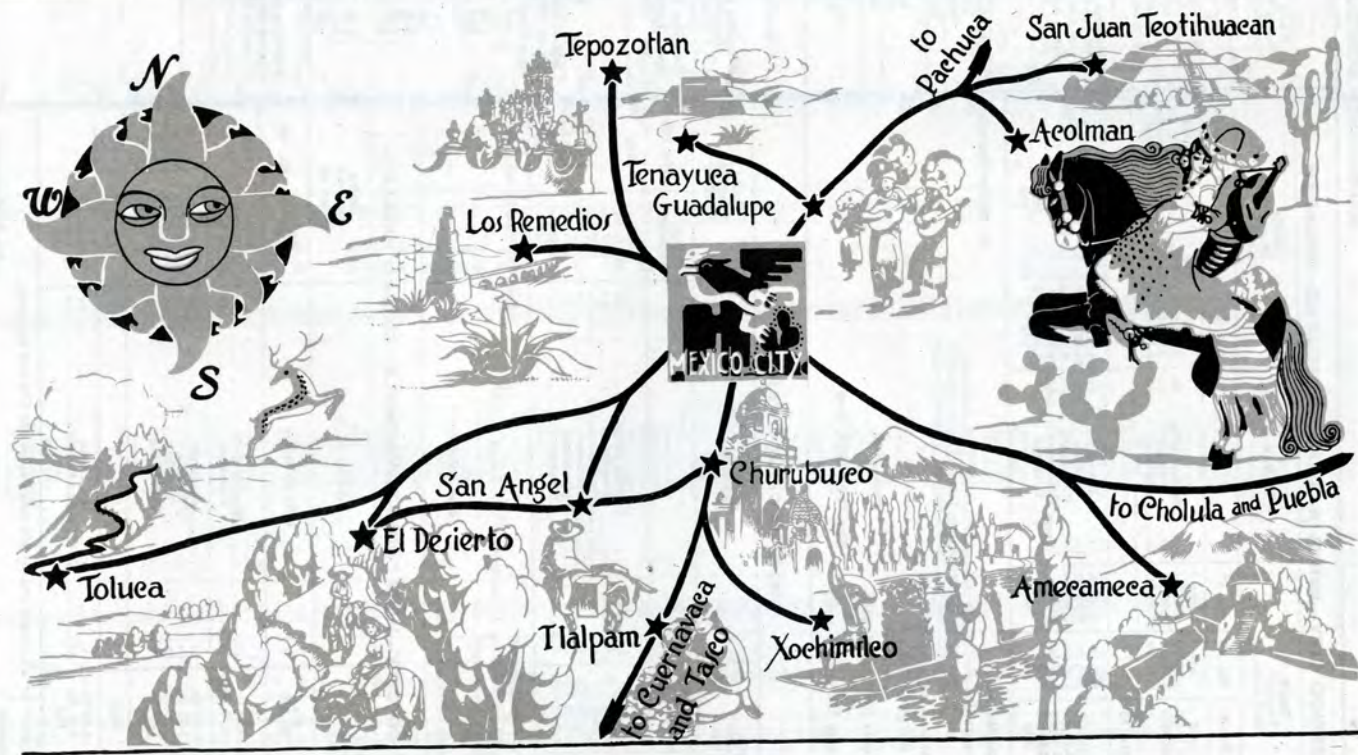 N
W
E
S
Tepozotlan
to
Pachuca
San Juan Teotihuacan
Acolman
Tenayuca
Guadalupe
Los Remedios
MEXICO CITY
San Angel
Churubusco
to Cholula and Puebla
El Desierto
Toluca
Amecameca
Tlalpam
Xochimilco
to Cuernavaca
and Tasco